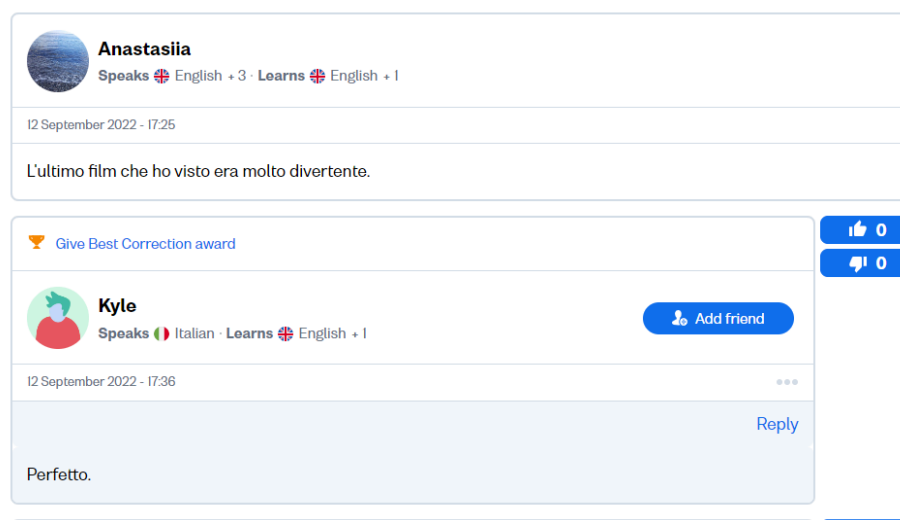 Anastasiia
Speaks English + 3 · Learns English + 1
12 September 2022 - 17:25
L'ultimo film che ho visto era molto divertente.
Give Best Correction award
0
0
Kyle
Speaks Italian · Learns English + 1
Add friend
12 September 2022 - 17:36
Reply
Perfetto.